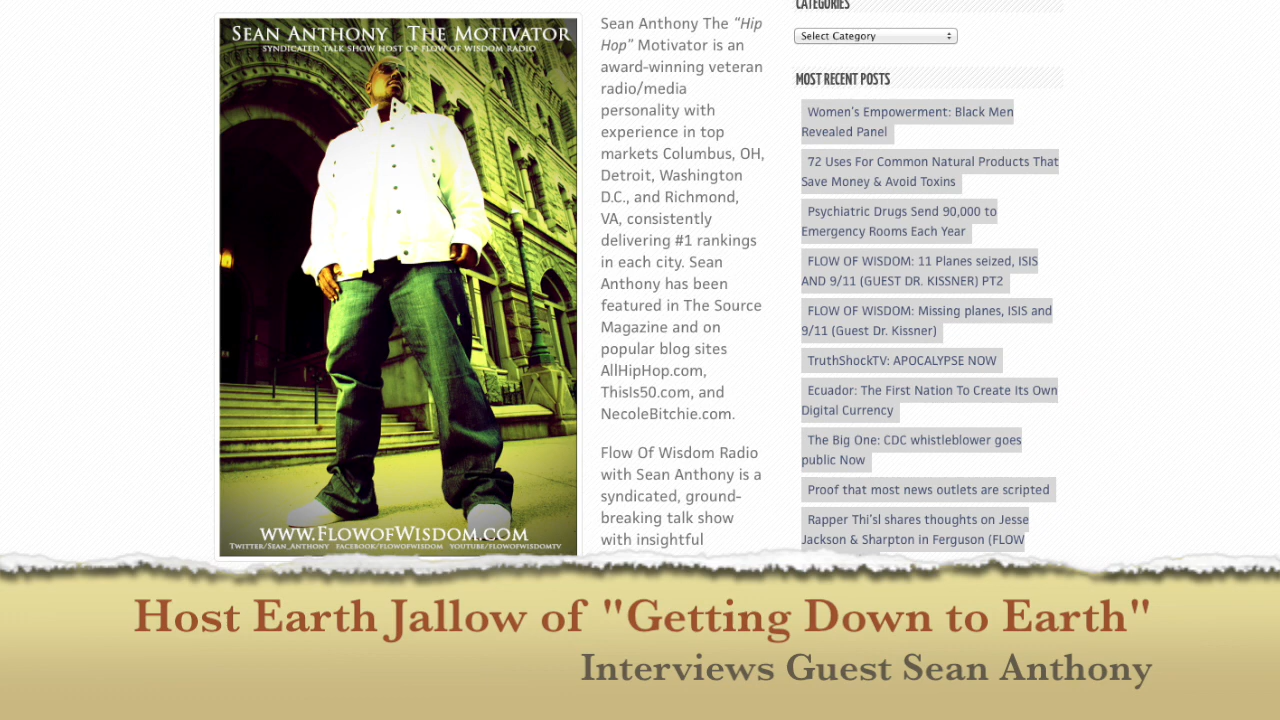 SEAN ANTHONY THE MOTIVATOR
SYNDICATED TALK SHOW HOST OF FLOW OF WISDOM RADIO
WWW.FLOWOFWISDOM.COM
TWITTER/SEAN_ANTHONY FACEBOOK/FLOWOFWISDOM YOUTUBE/FLOWOFWISDOMTV
Sean Anthony The “Hip
Hop” Motivator is an
award-winning veteran
radio/media
personality with
experience in top
markets Columbus, OH,
Detroit, Washington
D.C., and Richmond,
VA, consistently
delivering #1 rankings
in each city. Sean
Anthony has been
featured in The Source
Magazine and on
popular blog sites
AllHipHop.com,
ThisIs50.com, and
NecoleBitchie.com.
Flow Of Wisdom Radio
with Sean Anthony is a
syndicated, ground-
breaking talk show
with insightful
CATEGORIES
Select Category
MOST RECENT POSTS
Women's Empowerment: Black Men
Revealed Panel
72 Uses For Common Natural Products That
Save Money & Avoid Toxins
Psychiatric Drugs Send 90,000 to
Emergency Rooms Each Year
FLOW OF WISDOM: 11 Planes seized, ISIS
AND 9/11 (GUEST DR. KISSNER) PT2
FLOW OF WISDOM: Missing planes, ISIS and
9/11 (Guest Dr. Kissner)
TruthShockTV: APOCALYPSE NOW
Ecuador: The First Nation To Create Its Own
Digital Currency
The Big One: CDC whistleblower goes
public Now
Proof that most news outlets are scripted
Rapper Thi'sl shares thoughts on Jesse
Jackson & Sharpton in Ferguson (FLOW
Host Earth Jallow of "Getting Down to Earth"
Interviews Guest Sean Anthony